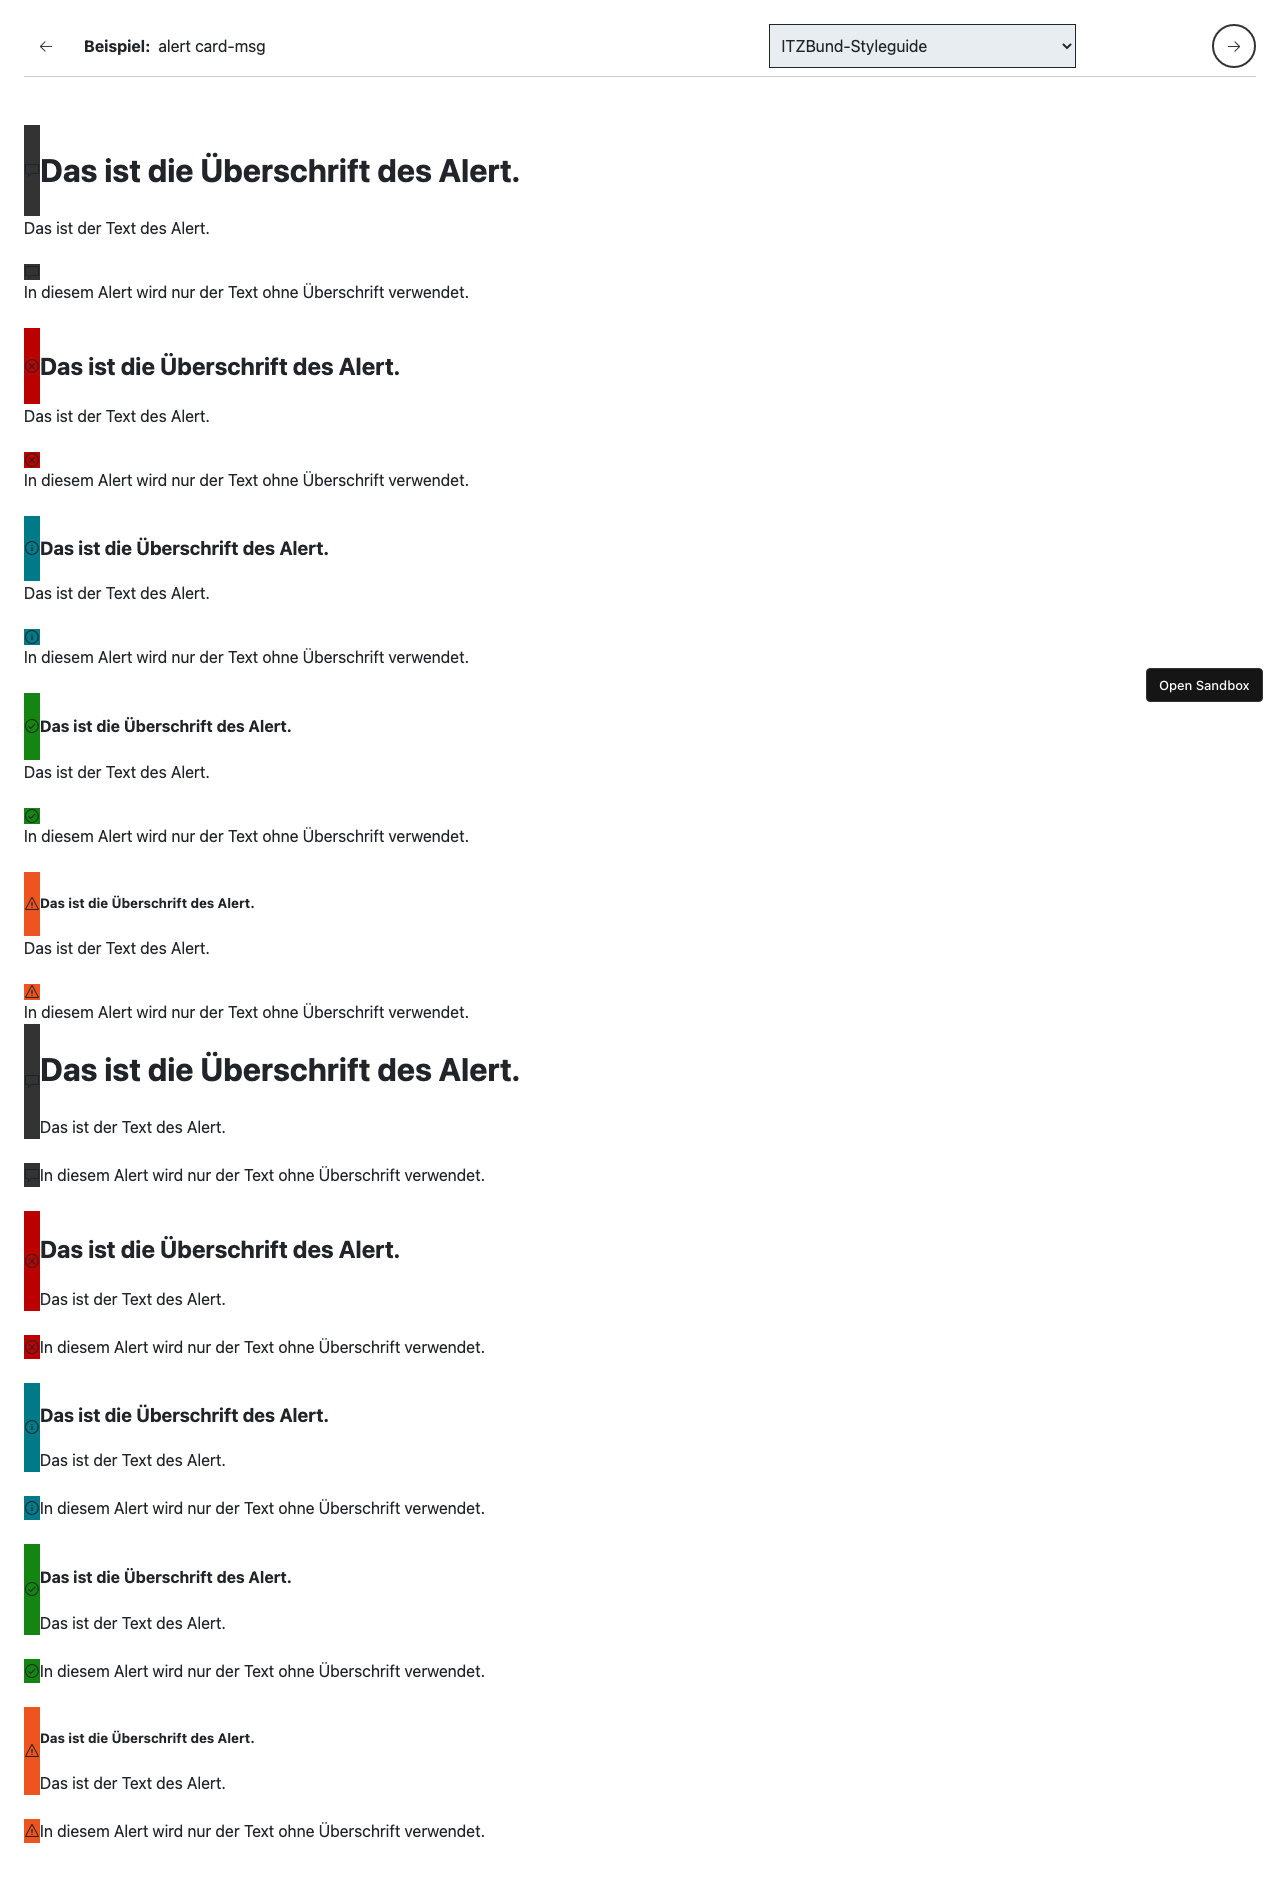 Beispiel: alert card-msg
ITZBund-Styleguide
Das ist die Überschrift des Alert.
Das ist der Text des Alert.
In diesem Alert wird nur der Text ohne Überschrift verwendet.
Das ist die Überschrift des Alert.
Das ist der Text des Alert.
In diesem Alert wird nur der Text ohne Überschrift verwendet.
Das ist die Überschrift des Alert.
Das ist der Text des Alert.
In diesem Alert wird nur der Text ohne Überschrift verwendet.
Open Sandbox
Das ist die Überschrift des Alert.
Das ist der Text des Alert.
In diesem Alert wird nur der Text ohne Überschrift verwendet.
Das ist die Überschrift des Alert.
Das ist der Text des Alert.
In diesem Alert wird nur der Text ohne Überschrift verwendet.
Das ist die Überschrift des Alert.
Das ist der Text des Alert.
In diesem Alert wird nur der Text ohne Überschrift verwendet.
Das ist die Überschrift des Alert.
Das ist der Text des Alert.
In diesem Alert wird nur der Text ohne Überschrift verwendet.
Das ist die Überschrift des Alert.
Das ist der Text des Alert.
In diesem Alert wird nur der Text ohne Überschrift verwendet.
Das ist die Überschrift des Alert.
Das ist der Text des Alert.
In diesem Alert wird nur der Text ohne Überschrift verwendet.
Das ist die Überschrift des Alert.
Das ist der Text des Alert.
In diesem Alert wird nur der Text ohne Überschrift verwendet.